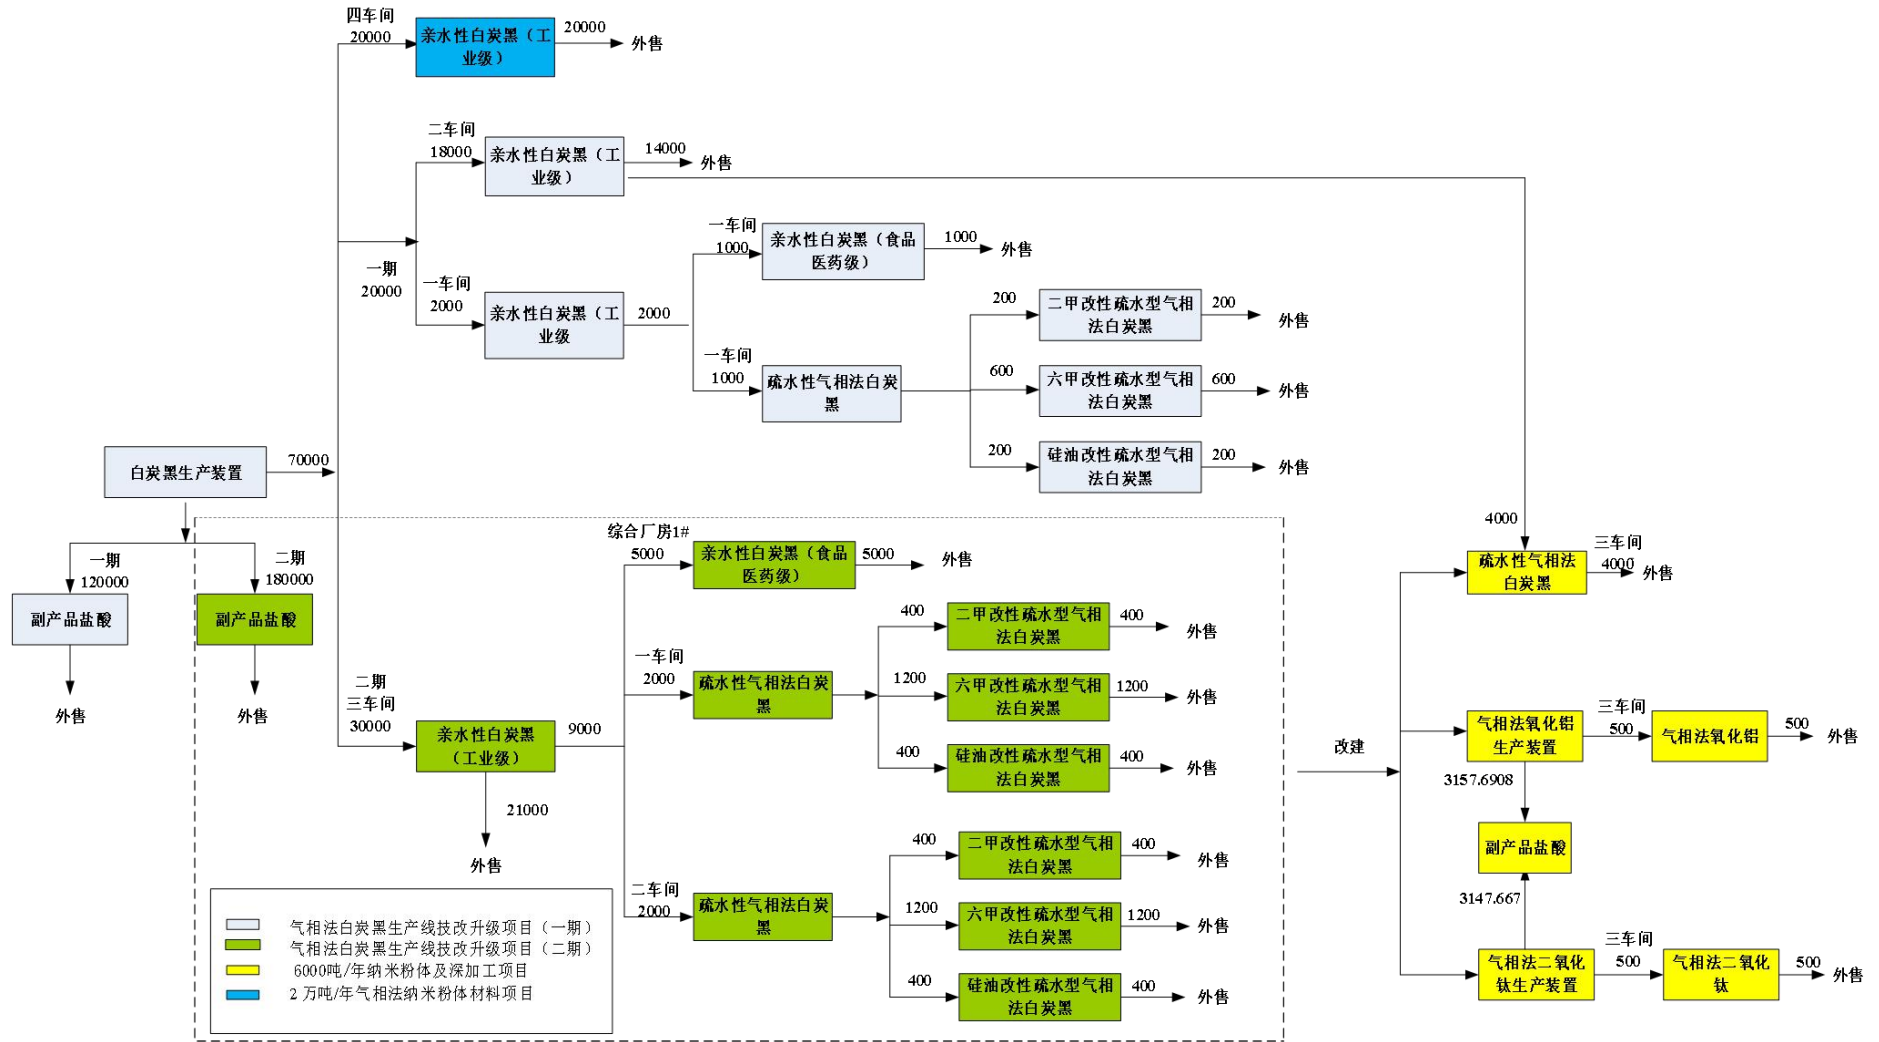 四车间
20000
亲水性白炭黑（工
业级）
20000
外售
二车间
18000
亲水性白炭黑（工
业级）
14000
外售
一期
20000
一车间
2000
亲水性白炭黑（工
业级
2000
一车间
1000
亲水性白炭黑（食品
医药级）
1000
外售
一车间
1000
疏水性气相法白炭
黑
200
二甲改性疏水型气相
法白炭黑
200
外售
600
六甲改性疏水型气相
法白炭黑
600
外售
200
硅油改性疏水型气相
法白炭黑
200
外售
白炭黑生产装置
70000
一期
120000
副产品盐酸
外售
二期
180000
副产品盐酸
外售
综合厂房1#
二期
三车间
30000
亲水性白炭黑
（工业级）
9000
21000
外售
5000
亲水性白炭黑（食品
医药级）
5000
外售
一车间
2000
疏水性气相法白炭
黑
400
二甲改性疏水型气相
法白炭黑
400
外售
1200
六甲改性疏水型气相
法白炭黑
1200
外售
400
硅油改性疏水型气相
法白炭黑
400
外售
二车间
2000
疏水性气相法白炭
黑
400
二甲改性疏水型气相
法白炭黑
400
外售
1200
六甲改性疏水型气相
法白炭黑
1200
外售
400
硅油改性疏水型气相
法白炭黑
400
外售
改建
4000
疏水性气相法
白炭黑
三车间
4000
外售
气相法氧化铝
生产装置
三车间
500
气相法氧化铝
500
外售
3157.6908
副产品盐酸
3147.667
气相法二氧化
钛生产装置
三车间
500
气相法二氧化
钛
500
外售
气相法白炭黑生产线技改升级项目（一期）
气相法白炭黑生产线技改升级项目（二期）
6000吨/年纳米粉体及深加工项目
2 万吨/年气相法纳米粉体材料项目